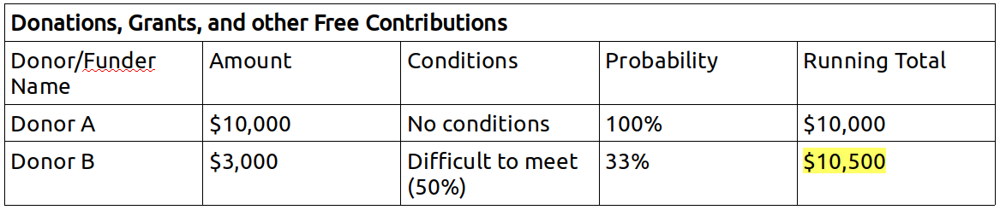 Donations, Grants, and other Free Contributions
Donor/Funder Name	Amount	Conditions	Probability	Running Total
Donor A	$10,000	No conditions	100%	$10,000
Donor B	$3,000	Difficult to meet (50%)	33%	$10,500